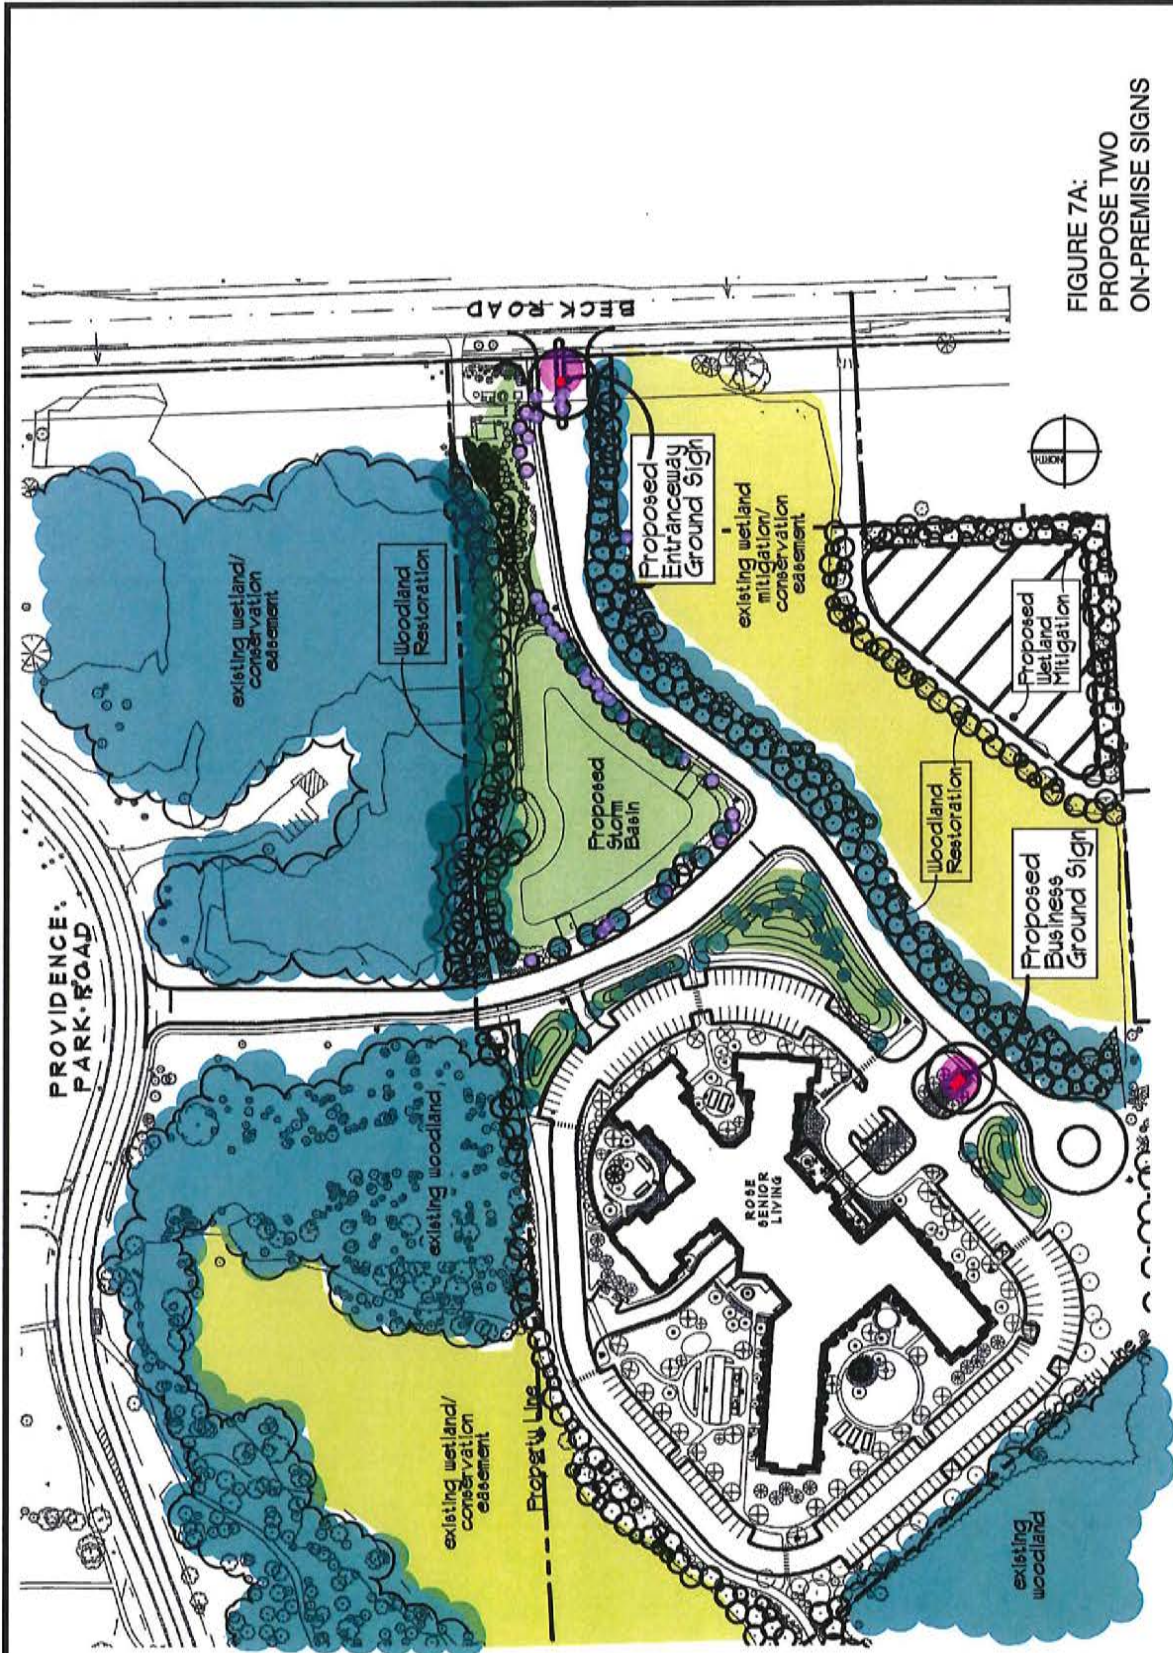 PROVIDENCE
PARK ROAD
existing wetland/
conservation
easement
Woodland
Restoration
BECK ROAD
Proposed
Entranceway
Ground Sign
existing wetland
mitigation/
conservation
easement
NORTH
Proposed
Wetland
Mitigation
Proposed
Storm
Basin
Woodland
Restoration
Proposed
Business
Ground Sign
existing woodland
ROSE
SENIOR
LIVING
existing wetland/
conservation
easement
Property Line
Property Line
existing
woodland
FIGURE 7A:
PROPOSE TWO
ON-PREMISE SIGNS